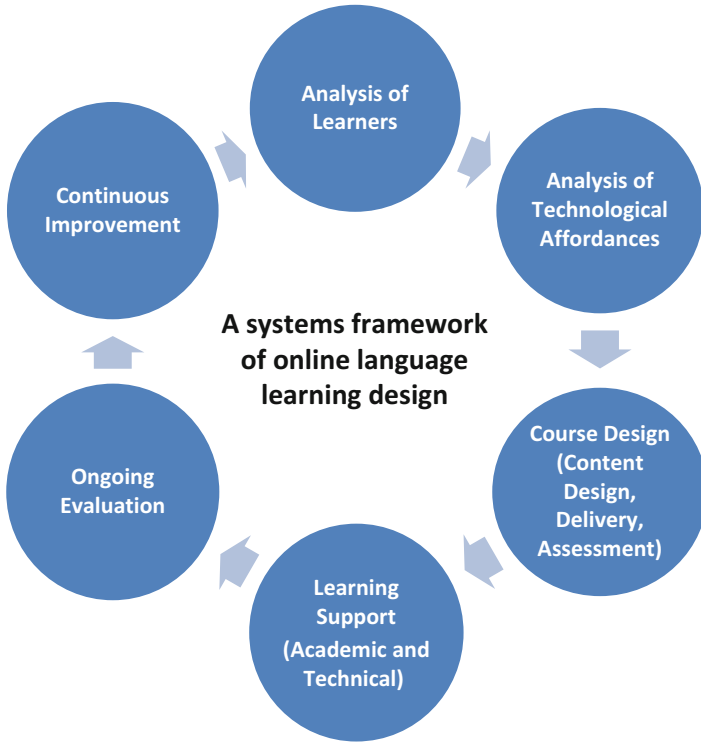 Analysis of
Learners
Analysis of
Technological
Affordances
Course Design
(Content
Design,
Delivery,
Assessment)
Learning
Support
(Academic and
Technical)
Ongoing
Evaluation
Continuous
Improvement
A systems framework
of online language
learning design